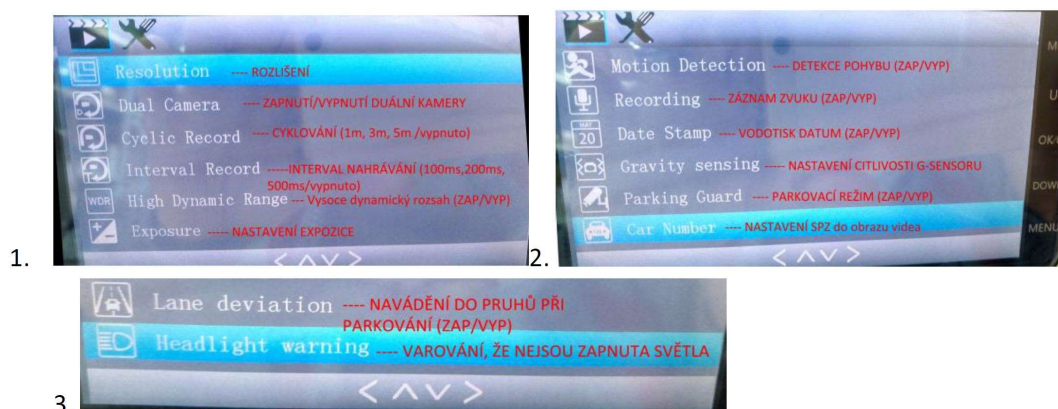 Resolution ---- ROZLIŠENÍ
Dual Camera ---- ZAPNUTÍ/VYPNUTÍ DUÁLNÍ KAMERY
Cyclic Record ---- CYKLOVÁNÍ (1m, 3m, 5m /vypnuto)
Interval Record -----INTERVAL NAHRÁVÁNÍ (100ms,200ms,
500ms/vypnuto)
WDR High Dynamic Range --- Vysoce dynamický rozsah (ZAP/VYP)
Exposure ----- NASTAVENÍ EXPOZICE
1.
Motion Detection ---- DETEKCE POHYBU (ZAP/VYP)
Recording ---- ZÁZNAM ZVUKU (ZAP/VYP)
MAY 20 Date Stamp ---- VODOTISK DATUM (ZAP/VYP)
Gravity sensing ---- NASTAVENÍ CITLIVOSTI G-SENSORU
Parking Guard ---- PARKOVACÍ REŽIM (ZAP/VYP)
Car Number ---- NASTAVENÍ SPZ do obrazu videa
M
U
OK
DOW
MENU
2.
Lane deviation ---- NAVÁDĚNÍ DO PRUHŮ PŘI
PARKOVÁNÍ (ZAP/VYP)
Headlight warning ---- VAROVÁNÍ, ŽE NEJSOU ZAPNUTA SVĚTLA
3.